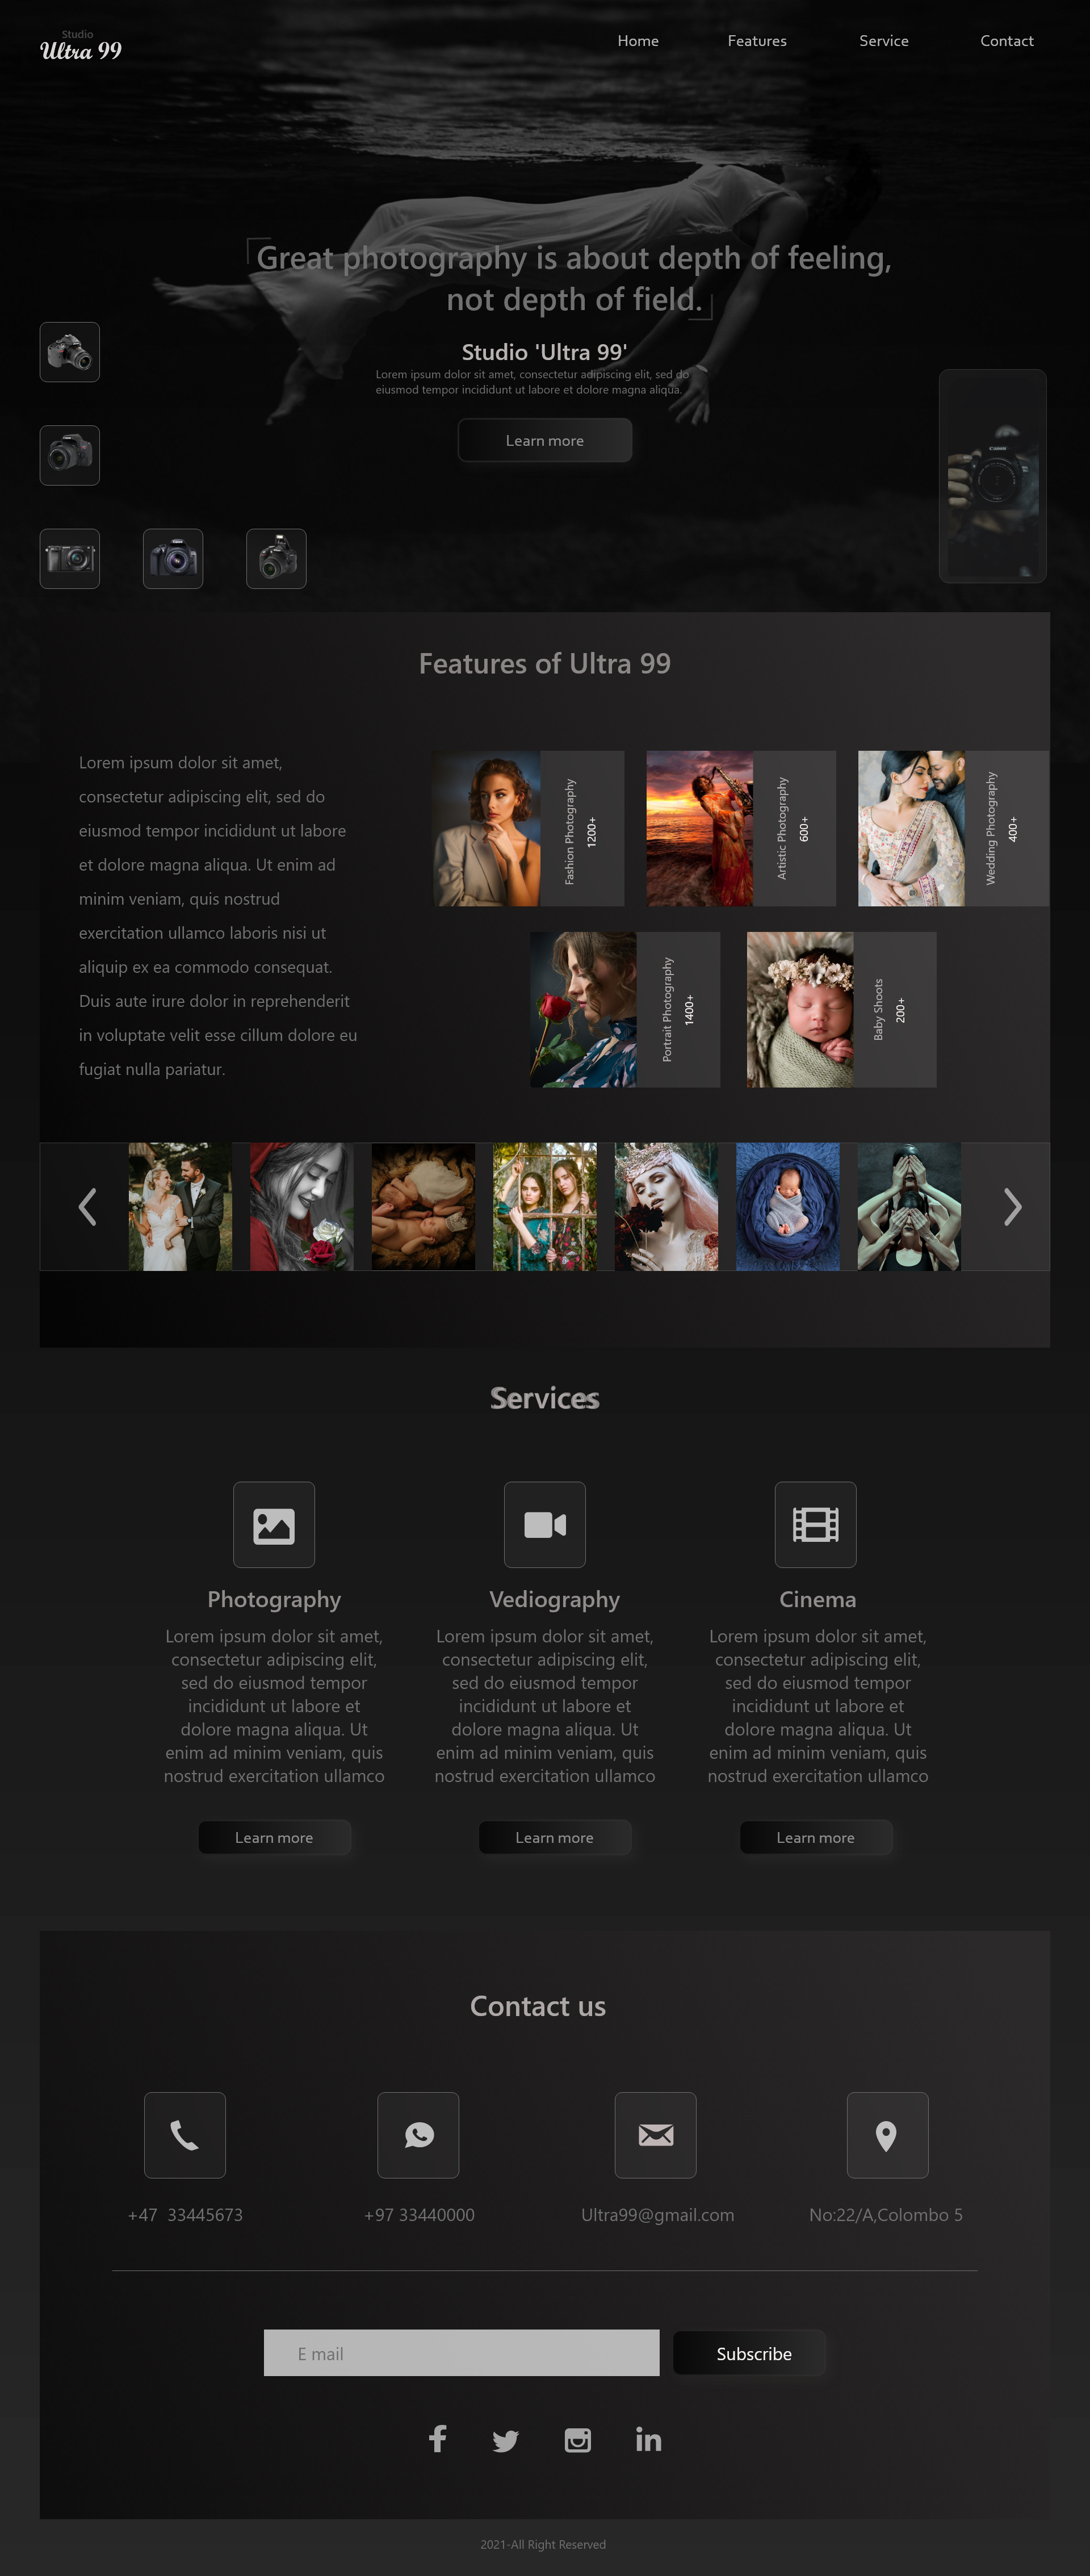 Studio
Ultra 99
Home Features Service Contact
Great photography is about depth of feeling,
not depth of field.
Studio 'Ultra 99'
Lorem ipsum dolor sit amet, consectetur adipiscing elit, sed do
eiusmod tempor incididunt ut labore et dolore magna aliqua.
Learn more
Canon
Features of Ultra 99
Lorem ipsum dolor sit amet,
consectetur adipiscing elit, sed do
eiusmod tempor incididunt ut labore
et dolore magna aliqua. Ut enim ad
minim veniam, quis nostrud
exercitation ullamco laboris nisi ut
aliquip ex ea commodo consequat.
Duis aute irure dolor in reprehenderit
in voluptate velit esse cillum dolore eu
fugiat nulla pariatur.
Fashion Photography
1200+
Artistic Photography
600+
Wedding Photography
400+
Portrait Photography
1400+
Baby Shoots
200+
Services
Photography
Lorem ipsum dolor sit amet,
consectetur adipiscing elit,
sed do eiusmod tempor
incididunt ut labore et
dolore magna aliqua. Ut
enim ad minim veniam, quis
nostrud exercitation ullamco
Learn more
Vediography
Lorem ipsum dolor sit amet,
consectetur adipiscing elit,
sed do eiusmod tempor
incididunt ut labore et
dolore magna aliqua. Ut
enim ad minim veniam, quis
nostrud exercitation ullamco
Learn more
Cinema
Lorem ipsum dolor sit amet,
consectetur adipiscing elit,
sed do eiusmod tempor
incididunt ut labore et
dolore magna aliqua. Ut
enim ad minim veniam, quis
nostrud exercitation ullamco
Learn more
Contact us
+47  33445673
+97 33440000
Ultra99@gmail.com
No:22/A,Colombo 5
E mail
Subscribe
2021-All Right Reserved